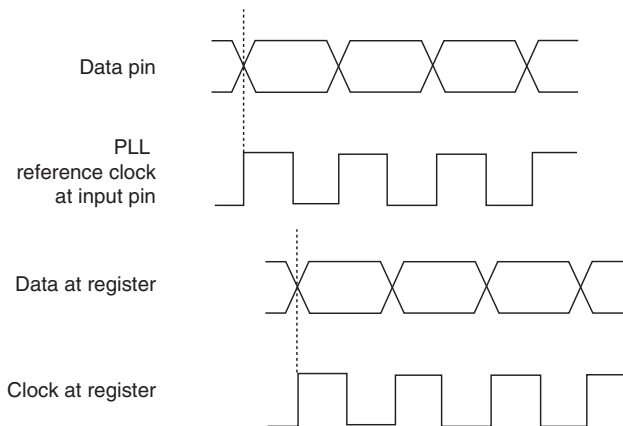 Data pin
PLL
reference clock
at input pin
Data at register
Clock at register